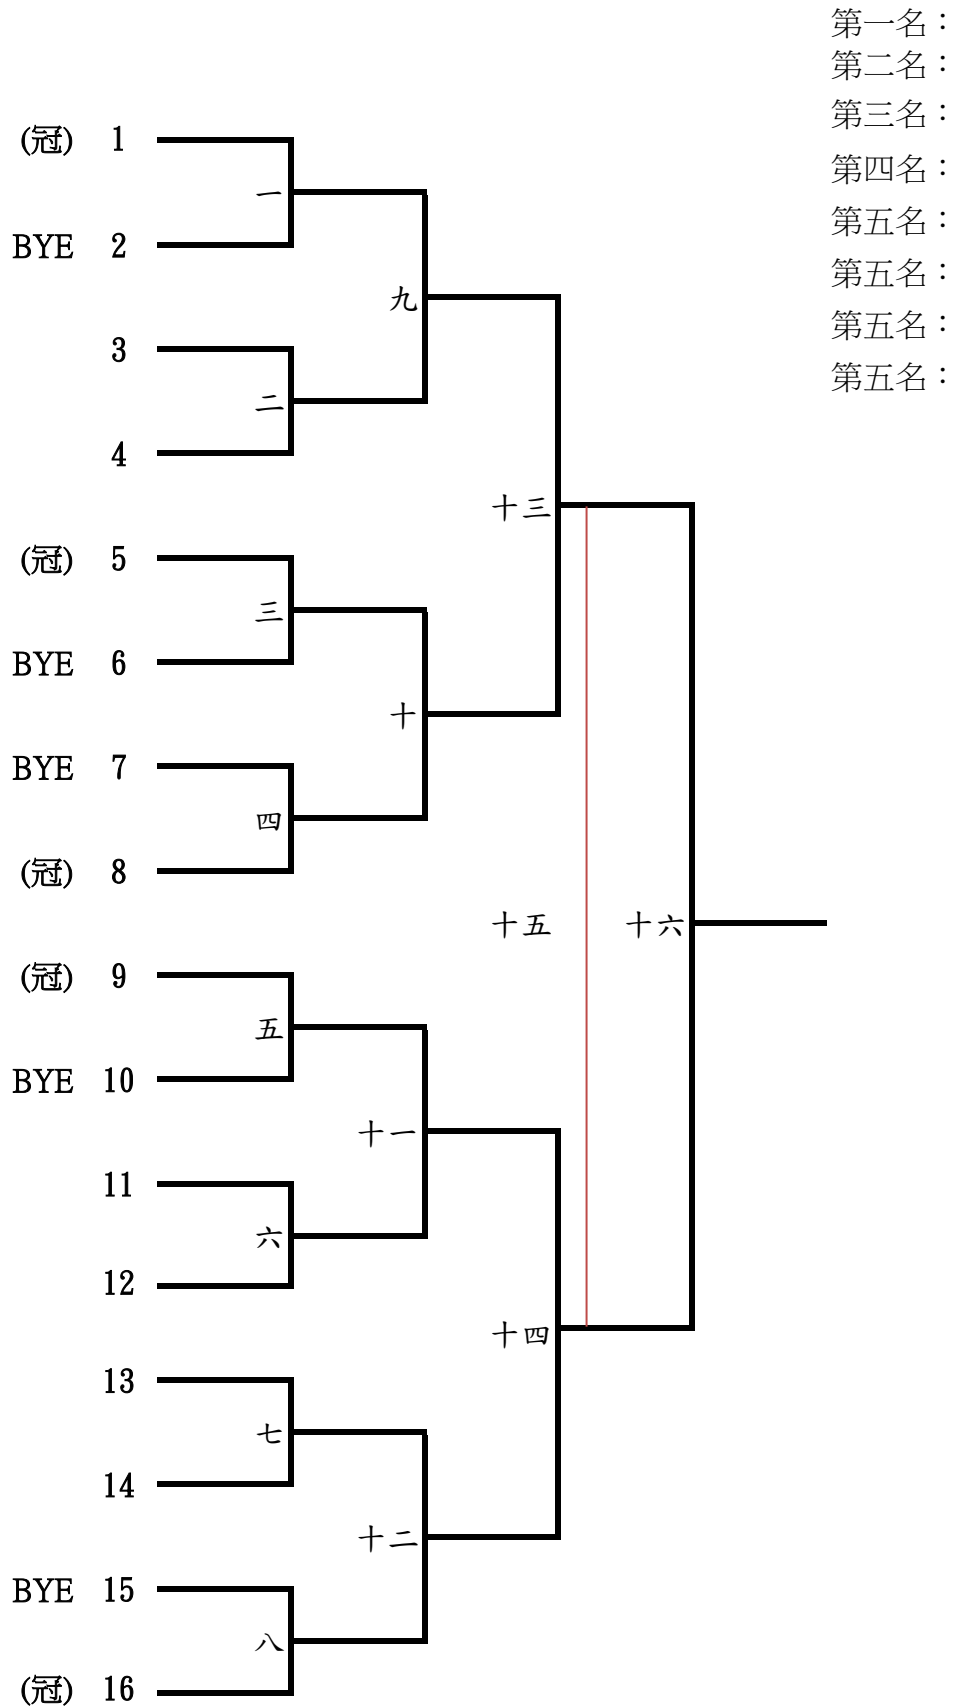 第一名：
第二名：
第三名：
第四名：
第五名：
第五名：
第五名：
第五名：
(冠) 1
一
BYE 2
九
3
二
4
十三
(冠) 5
三
BYE 6
十
BYE 7
四
(冠) 8
十五 十六
(冠) 9
五
BYE 10
十一
11
六
12
十四
13
七
14
十二
BYE 15
八
(冠) 16